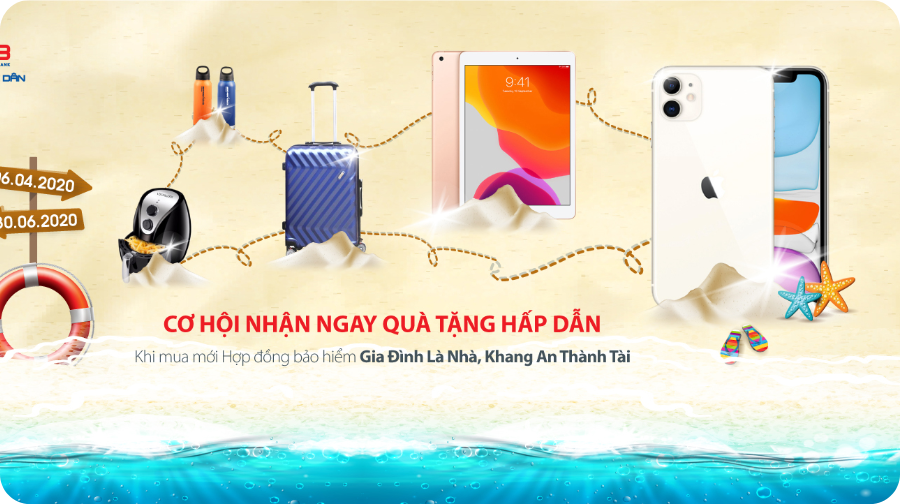 DÂN
06.04.2020
30.06.2020
9:41
CƠ HỘI NHẬN NGAY QUÀ TẶNG HẤP DẪN
Khi mua mới Hợp đồng bảo hiểm Gia Đình Là Nhà, Khang An Thành Tài